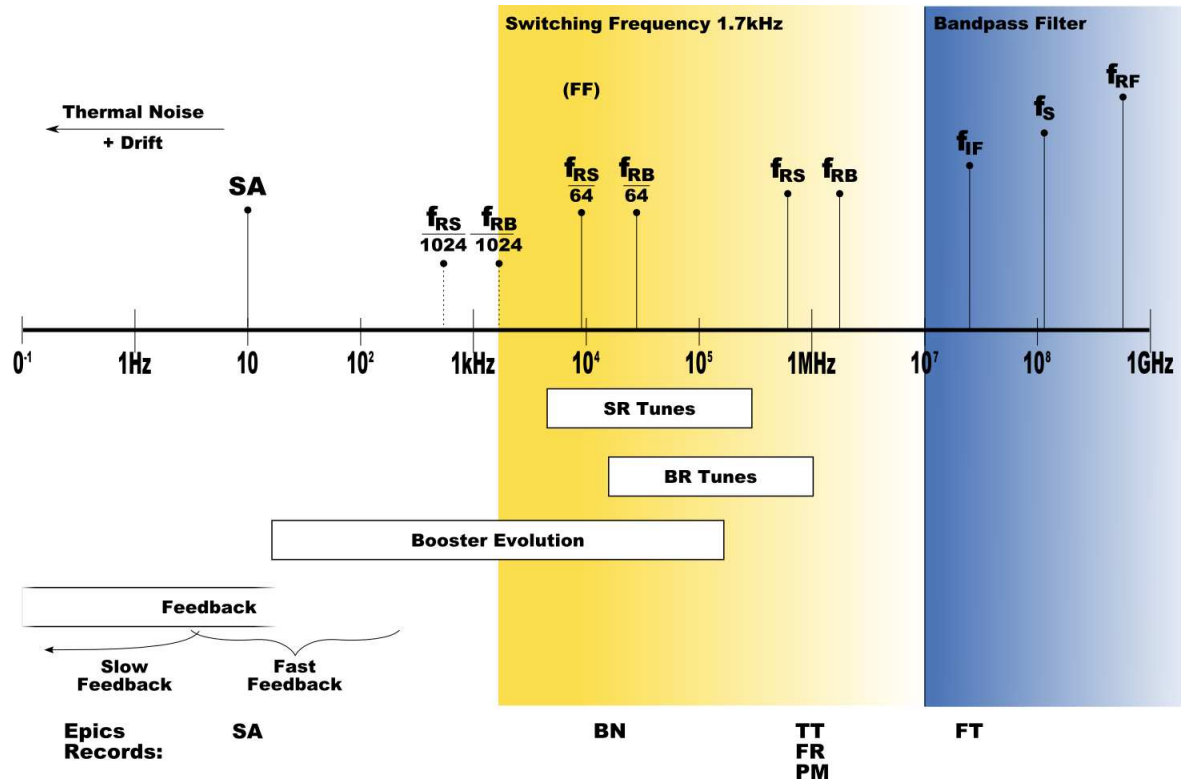 Switching Frequency 1.7kHz
Bandpass Filter
(FF)
fRF
Thermal Noise
+ Drift
fS
fIF
SA
fRS
64
fRB
64
fRS
fRB
fRS
1024
fRB
1024
0⁻¹ 1Hz 10 10² 1kHz 10⁴ 10⁵ 1MHz 10⁷ 10⁸ 1GHz
SR Tunes
BR Tunes
Booster Evolution
Feedback
Slow
Feedback
Fast
Feedback
Epics
Records:
SA
BN
TT
FR
PM
FT